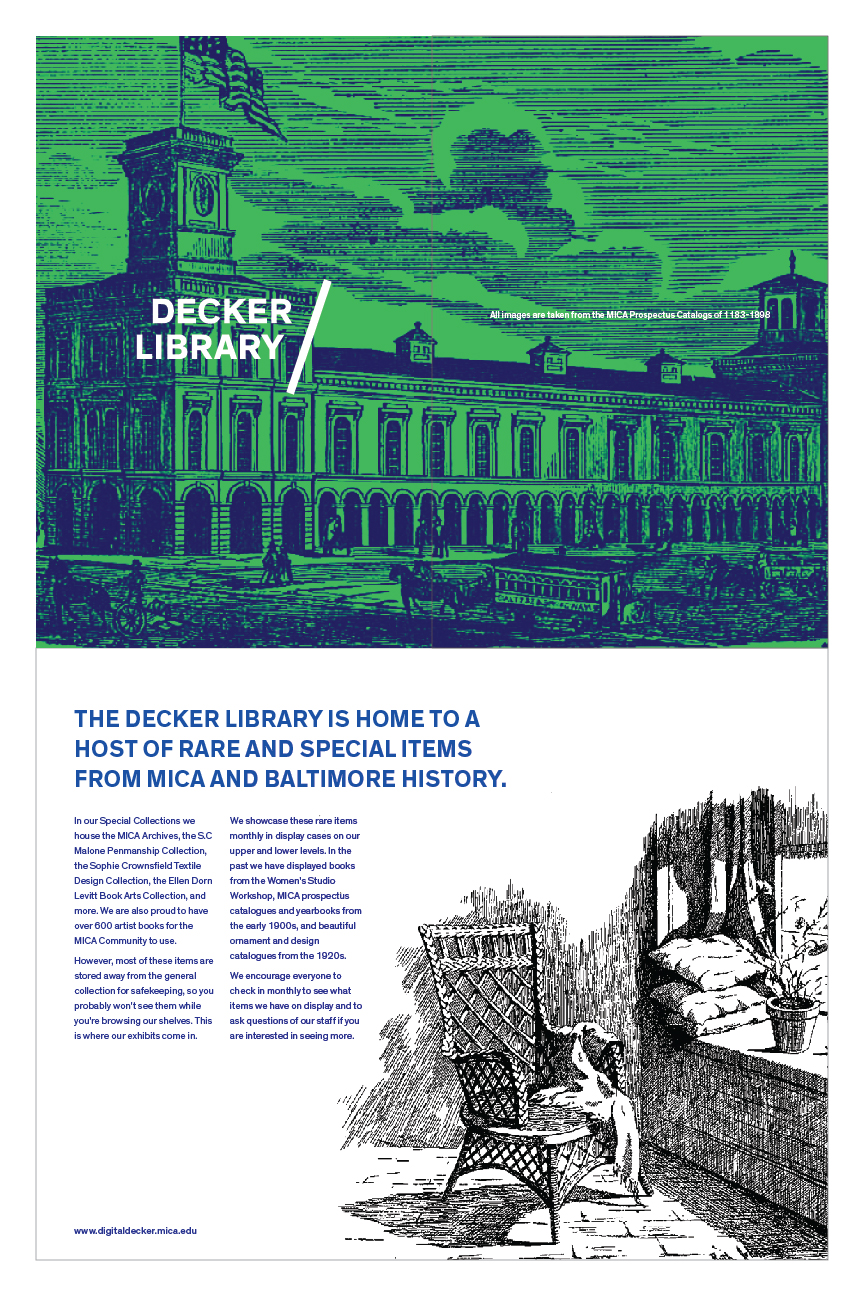 DECKER
LIBRARY
All images are taken from the MICA Prospectus Catalogs of 1183-1898
THE DECKER LIBRARY IS HOME TO A
HOST OF RARE AND SPECIAL ITEMS
FROM MICA AND BALTIMORE HISTORY.
In our Special Collections we
house the MICA Archives, the S.C
Malone Penmanship Collection,
the Sophie Crownsfield Textile
Design Collection, the Ellen Dorn
Levitt Book Arts Collection, and
more. We are also proud to have
over 600 artist books for the
MICA Community to use.
However, most of these items are
stored away from the general
collection for safekeeping, so you
probably won't see them while
you're browsing our shelves. This
is where our exhibits come in.
We showcase these rare items
monthly in display cases on our
upper and lower levels. In the
past we have displayed books
from the Women's Studio
Workshop, MICA prospectus
catalogues and yearbooks from
the early 1900s, and beautiful
ornament and design
catalogues from the 1920s.
We encourage everyone to
check in monthly to see what
items we have on display and to
ask questions of our staff if you
are interested in seeing more.
www.digitaldecker.mica.edu